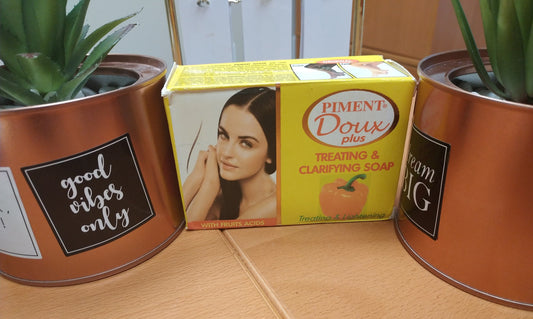 good
vibes
only
PIMENT
Doux
plus
TREATING &
CLARIFYING SOAP
Treating & Lightening
WITH FRUITS ACIDS
ream
IG